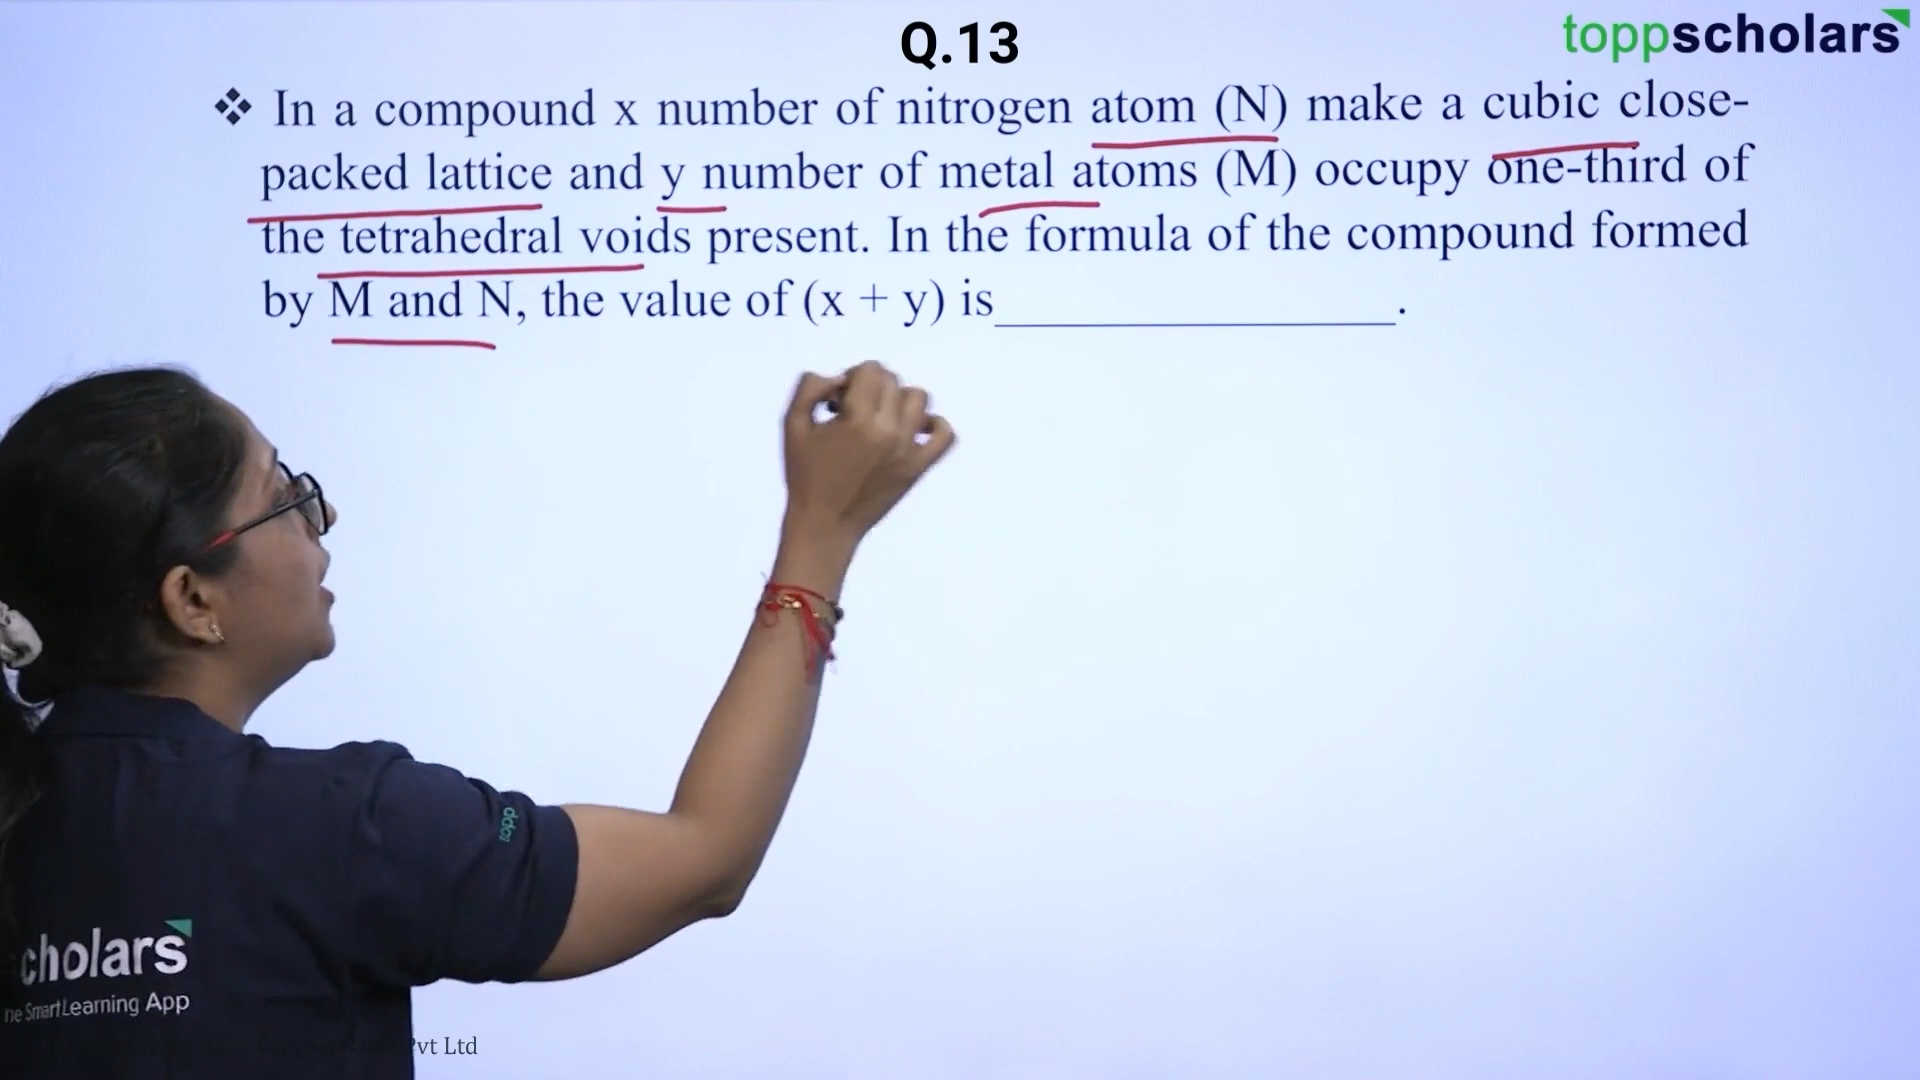 Q.13
toppscholars
❖ In a compound x number of nitrogen atom (N) make a cubic close-
packed lattice and y number of metal atoms (M) occupy one-third of
the tetrahedral voids present. In the formula of the compound formed
by M and N, the value of (x + y) is____________.
topp
cholars
ne SmartLearning App
Pvt Ltd